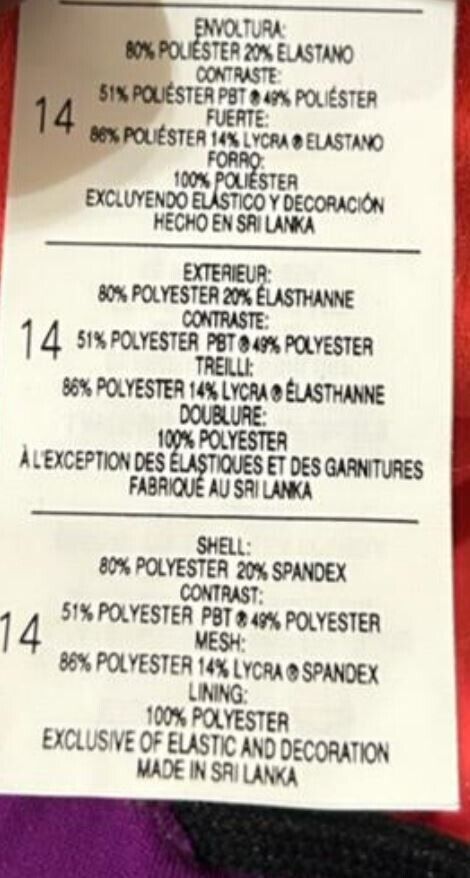 ENVOLTURA:
80% POLIÉSTER 20% ELASTANO
CONTRASTE:
51% POLIÉSTER PBT ® 49% POLIÉSTER
14
FUERTE:
86% POLIÉSTER 14% LYCRA ® ELASTANO
FORRO:
100% POLIÉSTER
EXCLUYENDO ELÁSTICO Y DECORACIÓN
HECHO EN SRI LANKA
EXTERIEUR:
80% POLYESTER 20% ÉLASTHANNE
CONTRASTE:
14
51% POLYESTER PBT ® 49% POLYESTER
TREILLI:
86% POLYESTER 14% LYCRA ® ÉLASTHANNE
DOUBLURE:
100% POLYESTER
À L'EXCEPTION DES ÉLASTIQUES ET DES GARNITURES
FABRIQUÉ AU SRI LANKA
SHELL:
80% POLYESTER 20% SPANDEX
CONTRAST:
51% POLYESTER PBT ® 49% POLYESTER
14
MESH:
86% POLYESTER 14% LYCRA ® SPANDEX
LINING:
100% POLYESTER
EXCLUSIVE OF ELASTIC AND DECORATION
MADE IN SRI LANKA